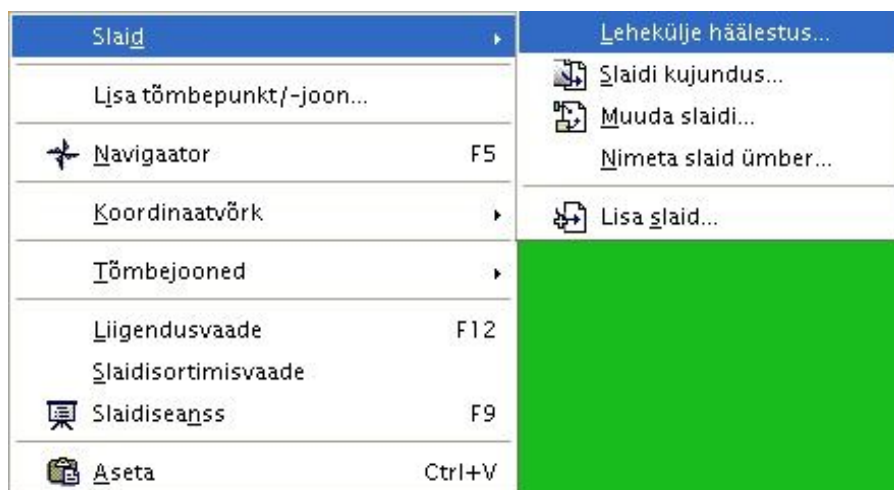 Slaid
Lisa tõmbepunkt/-joon...
Navigaator F5
Koordinaatvõrk
Tõmbejooned
Liigendusvaade F12
Slaidisortimisvaade
Slaidiseanss F9
Aseta Ctrl+V
Lehekülje häälestus...
Slaidi kujundus...
Muuda slaidi...
Nimeta slaid ümber...
Lisa slaid...